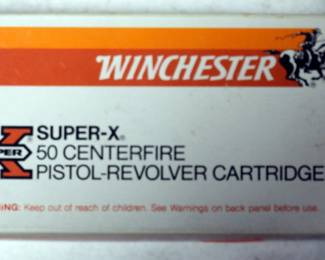 WINCHESTER
SUPER-X®
50 CENTERFIRE
PISTOL-REVOLVER CARTRIDGE
Keep out of reach of children. See Warnings on back panel before use.